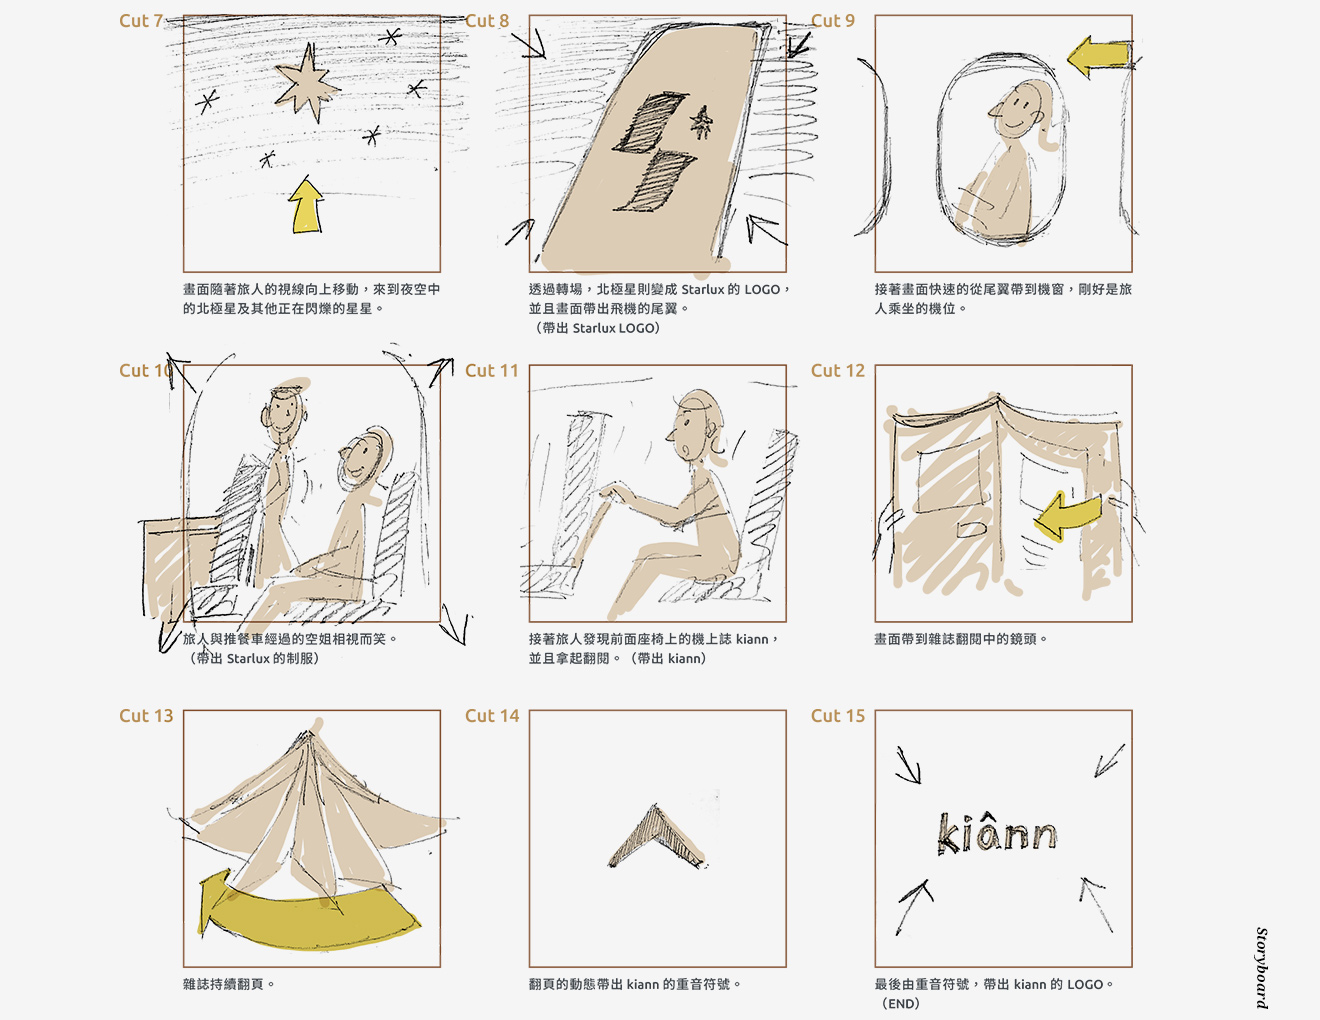 Cut 7
Cut 8
Cut 9
畫面隨著旅人的視線向上移動，來到夜空中
的北極星及其他正在閃爍的星星。
透過轉場，北極星則變成 Starlux 的 LOGO，
並且畫面帶出飛機的尾翼。
（帶出 Starlux LOGO）
接著畫面快速的從尾翼帶到機窗，剛好是旅
人乘坐的機位。
Cut 10
Cut 11
Cut 12
旅人與推餐車經過的空姐相視而笑。
（帶出 Starlux 的制服）
接著旅人發現前面座椅上的機上誌 kiann，
並且拿起翻閱。（帶出 kiann）
畫面帶到雜誌翻閱中的鏡頭。
Cut 13
Cut 14
Cut 15
kiânn
雜誌持續翻頁。
翻頁的動態帶出 kiann 的重音符號。
最後由重音符號，帶出 kiann 的 LOGO。
（END）
Storyboard